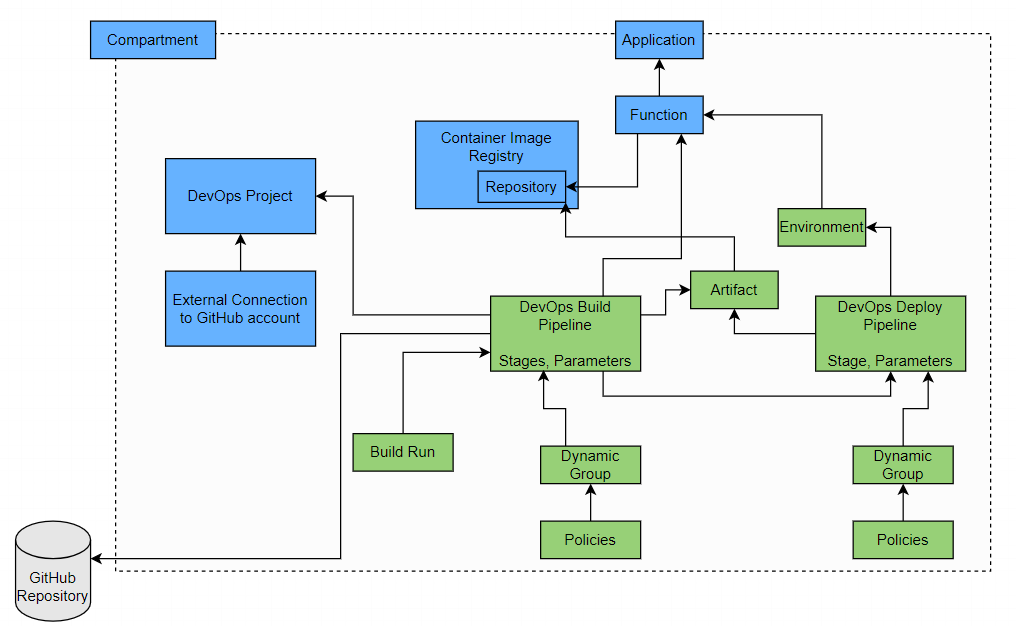 Compartment
Application
Function
Container Image
Registry
Repository
DevOps Project
Environment
External Connection
to GitHub account
Artifact
DevOps Build
Pipeline
Stages, Parameters
DevOps Deploy
Pipeline
Stage, Parameters
Build Run
Dynamic
Group
Dynamic
Group
Policies
Policies
GitHub
Repository